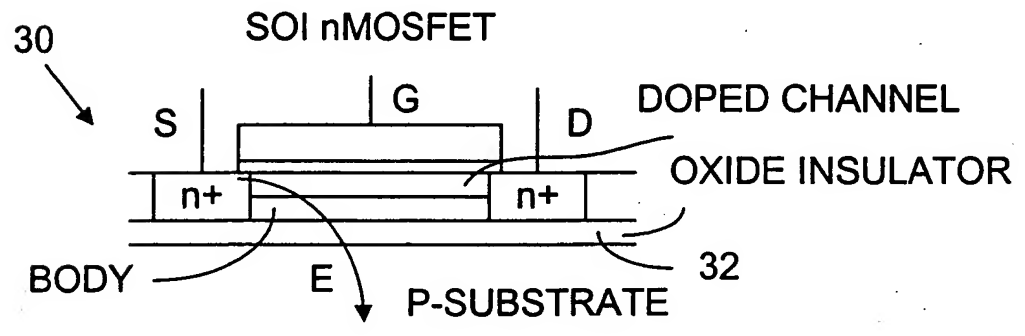 SOI nMOSFET
30
G
DOPED CHANNEL
S
D
OXIDE INSULATOR
n+
n+
32
BODY
E
P-SUBSTRATE